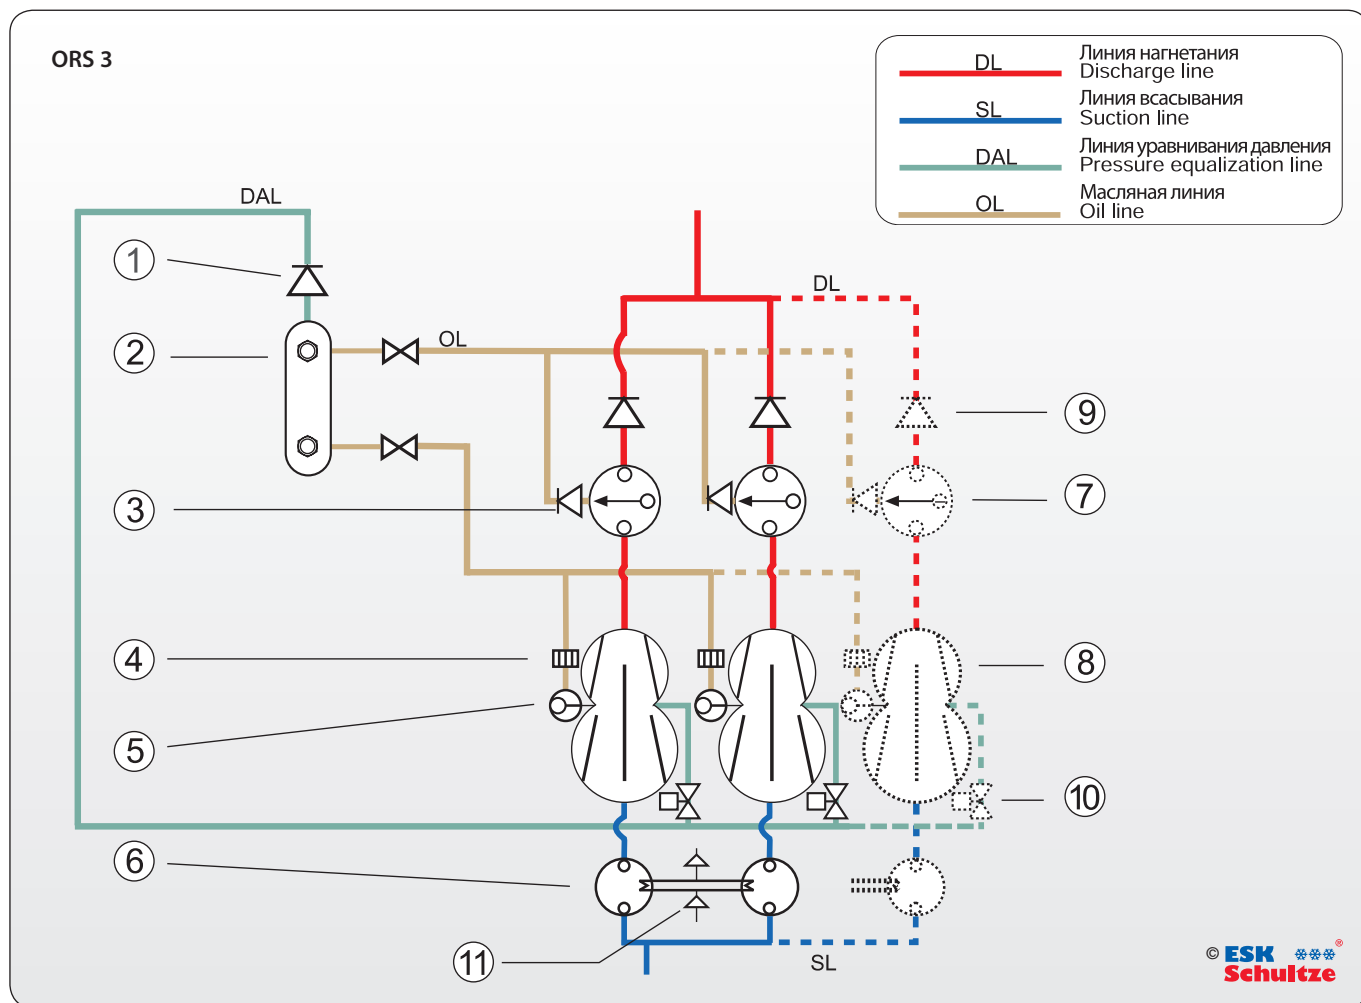 ORS 3
DL
Линия нагнетания
Discharge line
SL
Линия всасывания
Suction line
DAL
Линия уравнивания давления
Pressure equalization line
OL
Масляная линия
Oil line
DAL
1
DL
2
OL
9
3
7
4
8
5
10
6
11
SL
© ESK ®
Schultze